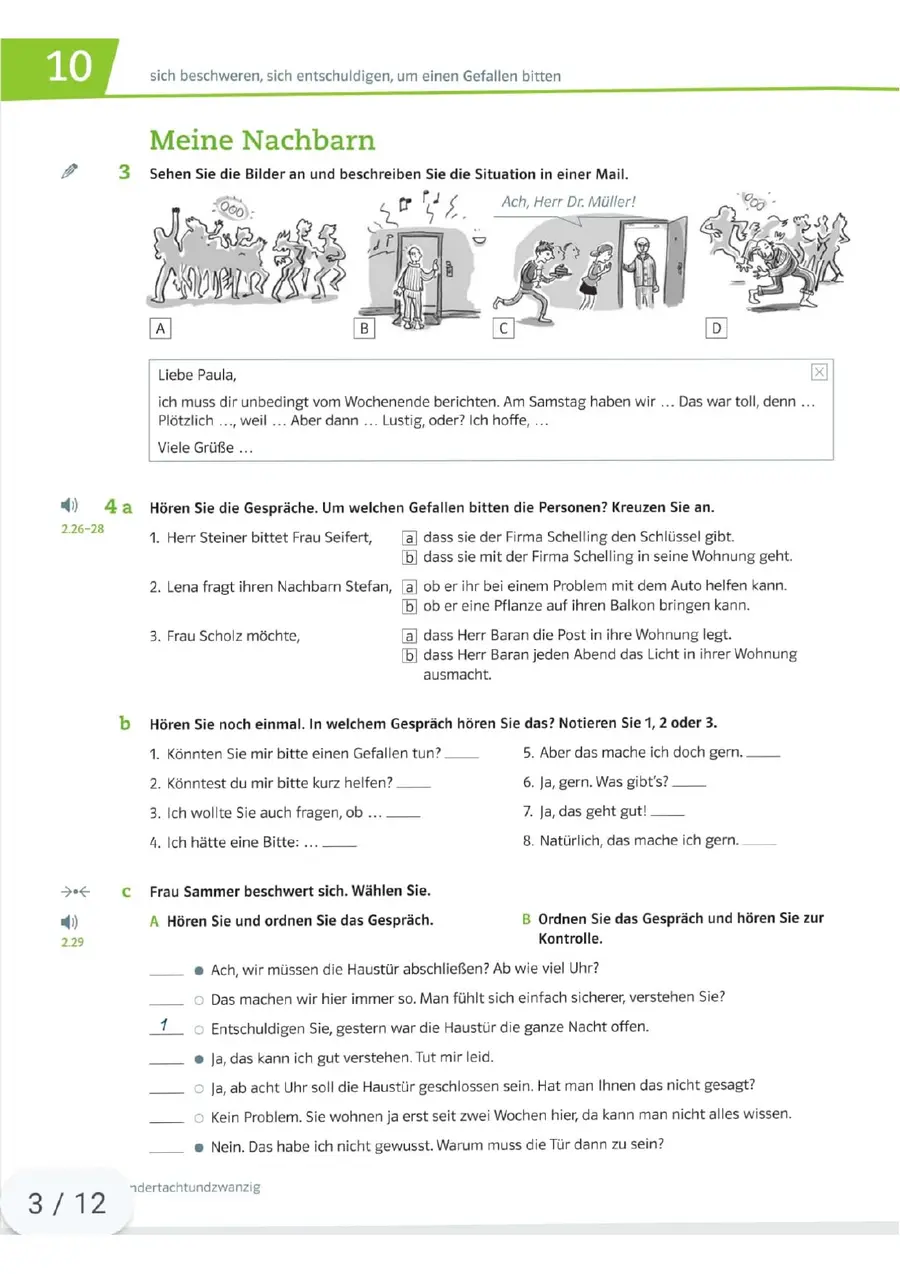 10
sich beschweren, sich entschuldigen, um einen Gefallen bitten
Meine Nachbarn
3 Sehen Sie die Bilder an und beschreiben Sie die Situation in einer Mail.
Ach, Herr Dr. Müller!
A B C D
Liebe Paula,
ich muss dir unbedingt vom Wochenende berichten. Am Samstag haben wir ... Das war toll, denn ...
Plötzlich ..., weil ... Aber dann ... Lustig, oder? Ich hoffe, ...
Viele Grüße ...
4 a Hören Sie die Gespräche. Um welchen Gefallen bitten die Personen? Kreuzen Sie an.
2.26–28
1. Herr Steiner bittet Frau Seifert, a dass sie der Firma Schelling den Schlüssel gibt.
b dass sie mit der Firma Schelling in seine Wohnung geht.
2. Lena fragt ihren Nachbarn Stefan, a ob er ihr bei einem Problem mit dem Auto helfen kann.
b ob er eine Pflanze auf ihren Balkon bringen kann.
3. Frau Scholz möchte, a dass Herr Baran die Post in ihre Wohnung legt.
b dass Herr Baran jeden Abend das Licht in ihrer Wohnung
ausmacht.
b Hören Sie noch einmal. In welchem Gespräch hören Sie das? Notieren Sie 1, 2 oder 3.
1. Könnten Sie mir bitte einen Gefallen tun? ____ 5. Aber das mache ich doch gern. ____
2. Könntest du mir bitte kurz helfen? ____ 6. Ja, gern. Was gibt's? ____
3. Ich wollte Sie auch fragen, ob ... ____ 7. Ja, das geht gut! ____
4. Ich hätte eine Bitte: ... ____ 8. Natürlich, das mache ich gern. ____
c Frau Sammer beschwert sich. Wählen Sie.
2.29
A Hören Sie und ordnen Sie das Gespräch. B Ordnen Sie das Gespräch und hören Sie zur
Kontrolle.
____ ● Ach, wir müssen die Haustür abschließen? Ab wie viel Uhr?
____ ○ Das machen wir hier immer so. Man fühlt sich einfach sicherer, verstehen Sie?
1 ○ Entschuldigen Sie, gestern war die Haustür die ganze Nacht offen.
____ ● Ja, das kann ich gut verstehen. Tut mir leid.
____ ○ Ja, ab acht Uhr soll die Haustür geschlossen sein. Hat man Ihnen das nicht gesagt?
____ ○ Kein Problem. Sie wohnen ja erst seit zwei Wochen hier, da kann man nicht alles wissen.
____ ● Nein. Das habe ich nicht gewusst. Warum muss die Tür dann zu sein?
ndertachtundzwanzig
3 / 12